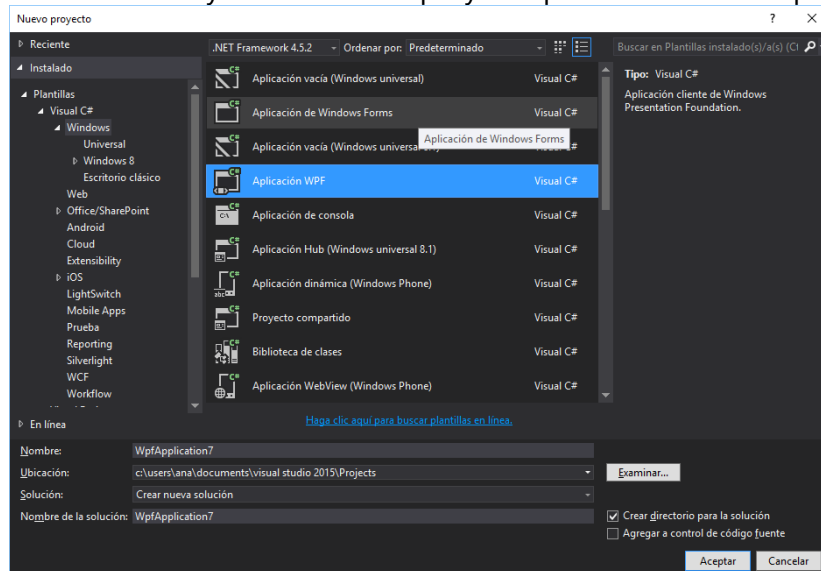 Nuevo proyecto ? X
Reciente
.NET Framework 4.5.2 Ordenar por: Predeterminado
Buscar en Plantillas instalado(s)/a(s) (Ct
Instalado
Plantillas
Visual C#
Windows
Universal
Windows 8
Escritorio clásico
Web
Office/SharePoint
Android
Cloud
Extensibility
iOS
LightSwitch
Mobile Apps
Prueba
Reporting
Silverlight
WCF
Workflow
En línea
Aplicación vacía (Windows universal) Visual C#
Aplicación de Windows Forms Visual C#
Aplicación de Windows Forms
Aplicación vacía (Windows
Aplicación WPF Visual C#
Aplicación de consola Visual C#
Aplicación Hub (Windows universal 8.1) Visual C#
Aplicación dinámica (Windows Phone) Visual C#
Proyecto compartido Visual C#
Biblioteca de clases Visual C#
Aplicación WebView (Windows Phone) Visual C#
Haga clic aquí para buscar plantillas en línea.
Tipo: Visual C#
Aplicación cliente de Windows
Presentation Foundation.
Nombre: WpfApplication7
Ubicación: c:\users\ana\documents\visual studio 2015\Projects
Examinar...
Solución: Crear nueva solución
Nombre de la solución: WpfApplication7
Crear directorio para la solución
Agregar a control de código fuente
Aceptar Cancelar